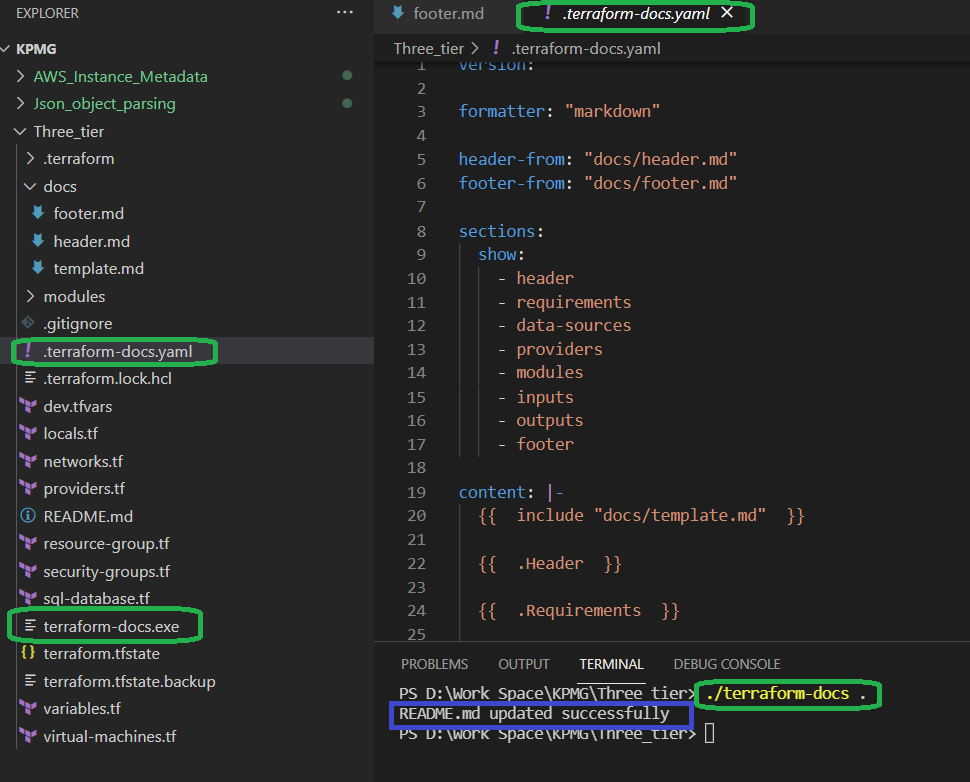 EXPLORER
KPMG
AWS_Instance_Metadata
Json_object_parsing
Three_tier
.terraform
docs
footer.md
header.md
template.md
modules
.gitignore
.terraform-docs.yaml
.terraform.lock.hcl
dev.tfvars
locals.tf
networks.tf
providers.tf
README.md
resource-group.tf
security-groups.tf
sql-database.tf
terraform-docs.exe
terraform.tfstate
terraform.tfstate.backup
variables.tf
virtual-machines.tf
footer.md
.terraform-docs.yaml
Three_tier > ! .terraform-docs.yaml
1 version:
2
3 formatter: "markdown"
4
5 header-from: "docs/header.md"
6 footer-from: "docs/footer.md"
7
8 sections:
9 show:
10 - header
11 - requirements
12 - data-sources
13 - providers
14 - modules
15 - inputs
16 - outputs
17 - footer
18
19 content: |-
20 {{ include "docs/template.md" }}
21
22 {{ .Header }}
23
24 {{ .Requirements }}
25
PROBLEMS OUTPUT TERMINAL DEBUG CONSOLE
PS D:\Work Space\KPMG\Three_tier> ./terraform-docs .
README.md updated successfully
PS D:\Work Space\KPMG\Three_tier>